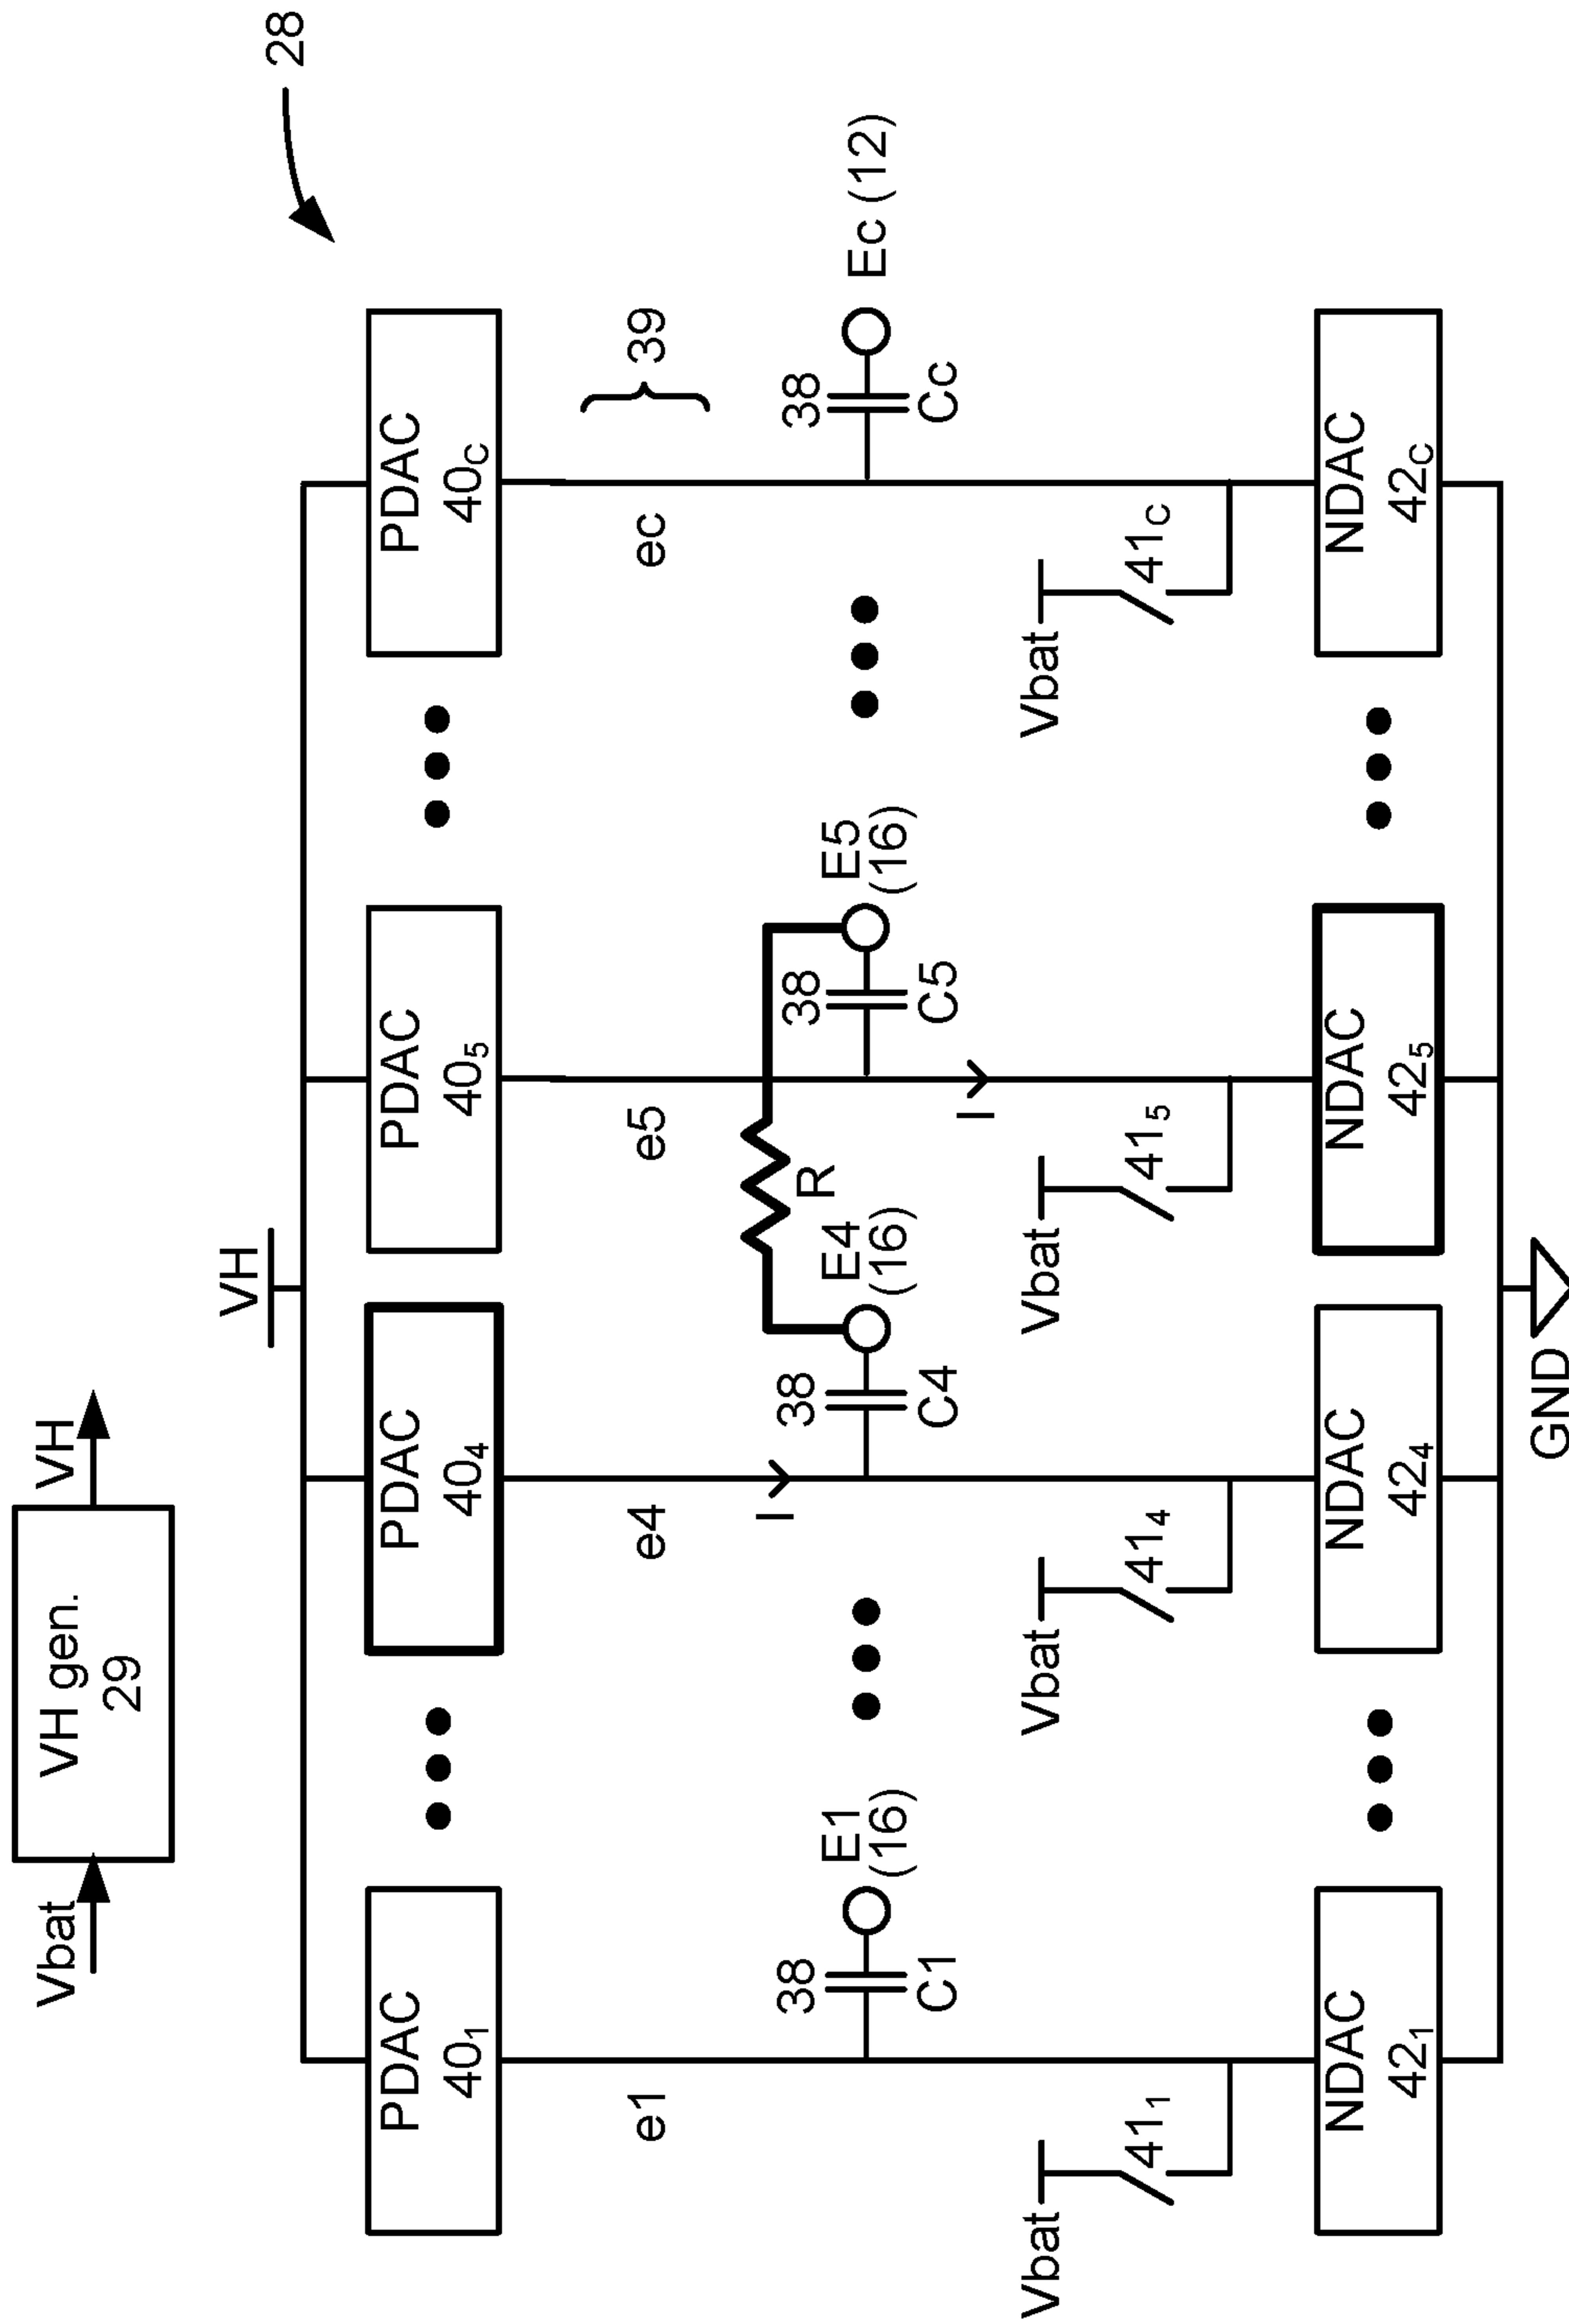 28
Vbat
VH gen.
29
VH
VH
PDAC
40₁
PDAC
40₄
PDAC
40₅
PDAC
40C
e1
e4
e5
ec
39
I
R
38
C1
E1
(16)
38
C4
E4
(16)
38
C5
E5
(16)
38
Cc
Ec (12)
I
Vbat
41₁
Vbat
41₄
Vbat
41₅
Vbat
41C
NDAC
42₁
NDAC
42₄
NDAC
42₅
NDAC
42C
GND